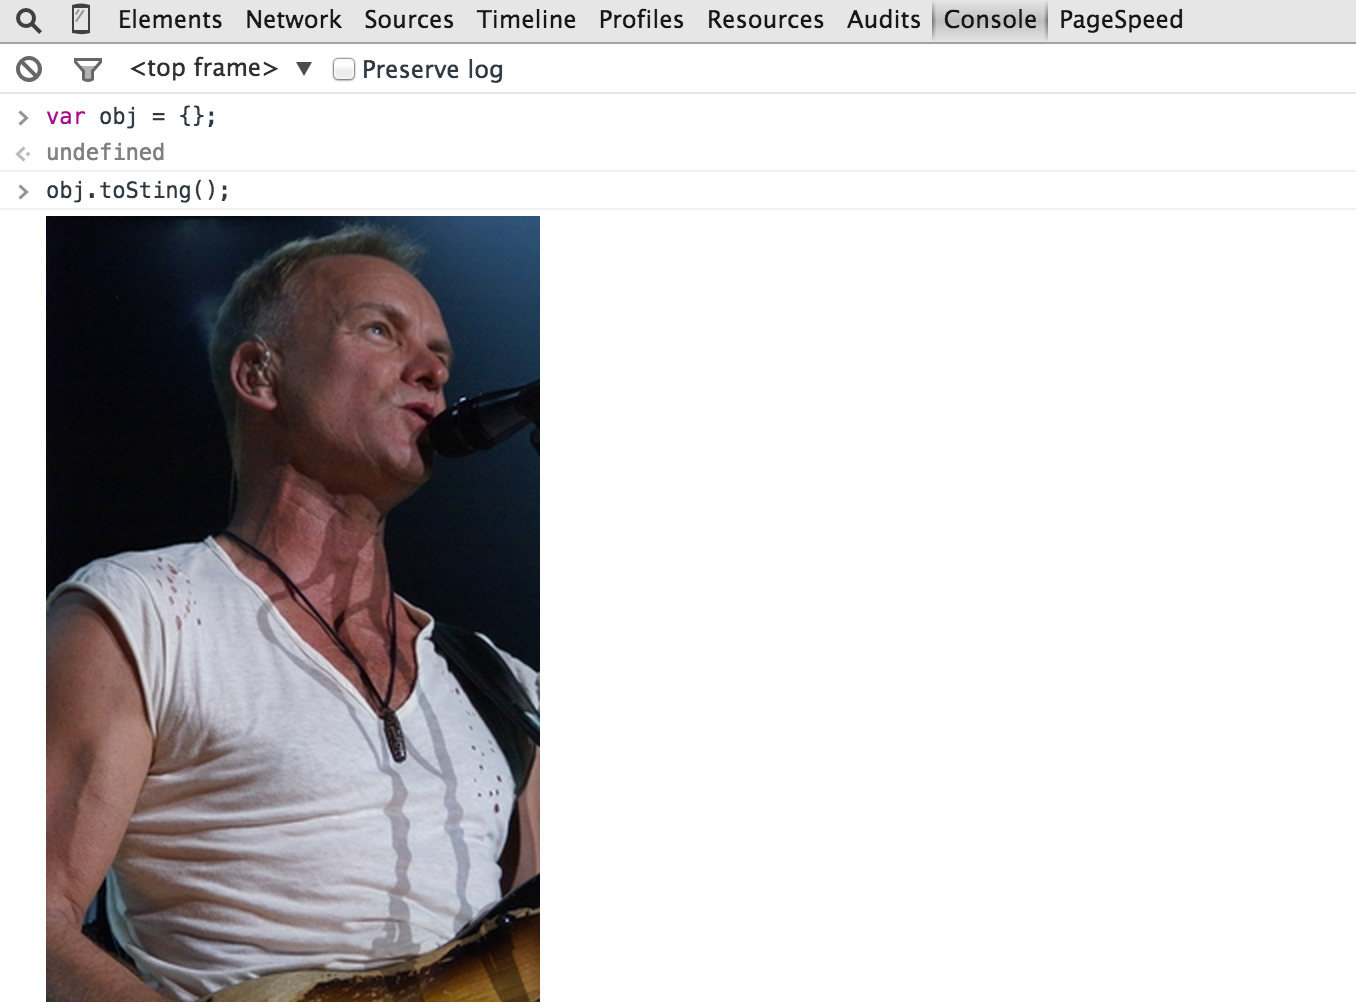 Elements Network Sources Timeline Profiles Resources Audits Console PageSpeed
<top frame> ▼ Preserve log
> var obj = {};
undefined
> obj.toSting();